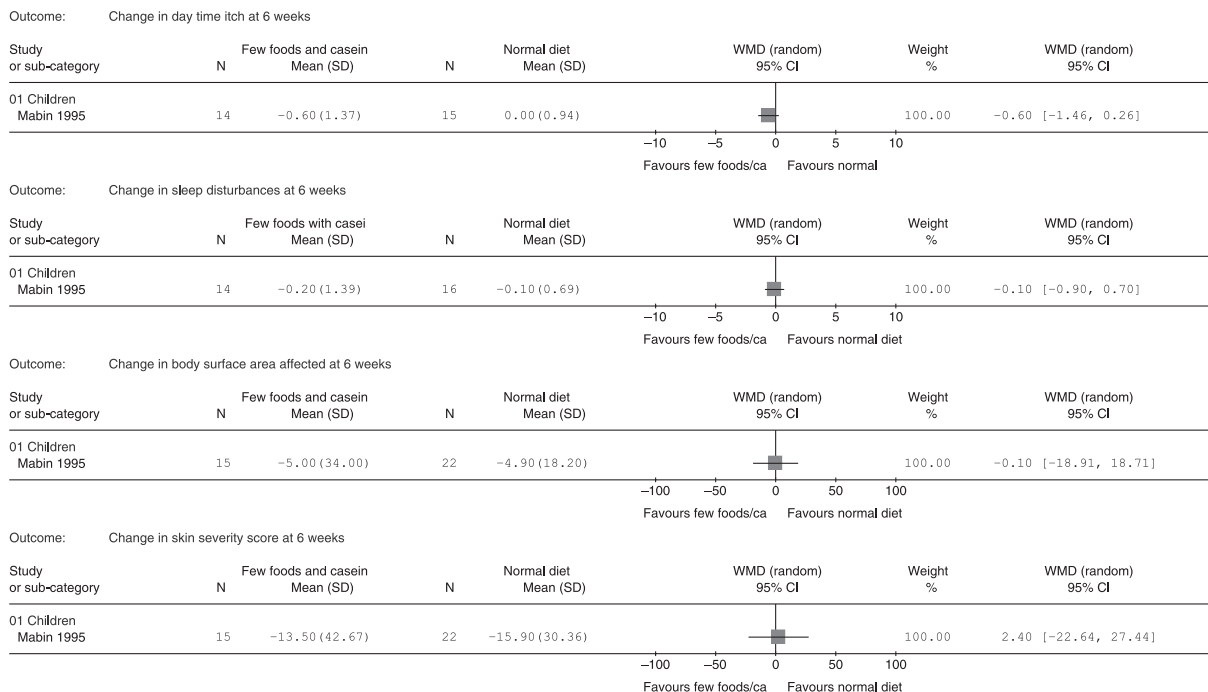 Outcome: Change in day time itch at 6 weeks
Study Few foods and casein Normal diet WMD (random) Weight WMD (random)
or sub-category N Mean (SD) N Mean (SD) 95% CI % 95% CI
01 Children
Mabin 1995 14 −0.60(1.37) 15 0.00(0.94) 100.00 −0.60 [−1.46, 0.26]
−10 −5 0 5 10
Favours few foods/ca Favours normal
Outcome: Change in sleep disturbances at 6 weeks
Study Few foods with casei Normal diet WMD (random) Weight WMD (random)
or sub-category N Mean (SD) N Mean (SD) 95% CI % 95% CI
01 Children
Mabin 1995 14 −0.20(1.39) 16 −0.10(0.69) 100.00 −0.10 [−0.90, 0.70]
−10 −5 0 5 10
Favours few foods/ca Favours normal diet
Outcome: Change in body surface area affected at 6 weeks
Study Few foods and casein Normal diet WMD (random) Weight WMD (random)
or sub-category N Mean (SD) N Mean (SD) 95% CI % 95% CI
01 Children
Mabin 1995 15 −5.00(34.00) 22 −4.90(18.20) 100.00 −0.10 [−18.91, 18.71]
−100 −50 0 50 100
Favours few foods/ca Favours normal diet
Outcome: Change in skin severity score at 6 weeks
Study Few foods and casein Normal diet WMD (random) Weight WMD (random)
or sub-category N Mean (SD) N Mean (SD) 95% CI % 95% CI
01 Children
Mabin 1995 15 −13.50(42.67) 22 −15.90(30.36) 100.00 2.40 [−22.64, 27.44]
−100 −50 0 50 100
Favours few foods/ca Favours normal diet